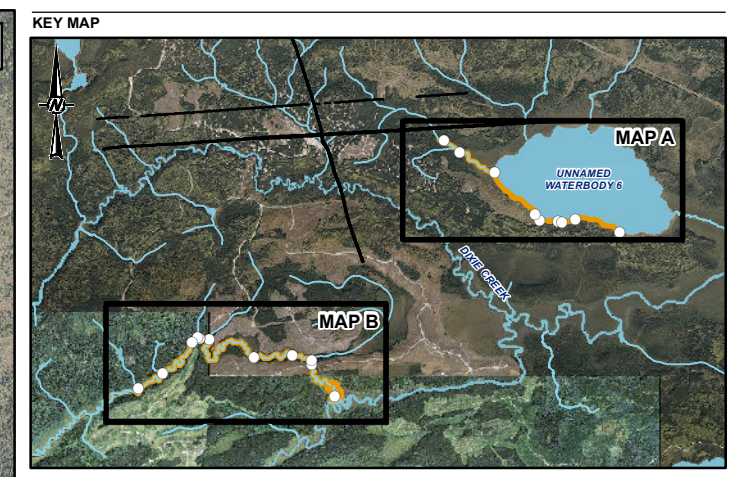 KEY MAP
N
MAP A
UNNAMED
WATERBODY 6
DIXIE CREEK
MAP B